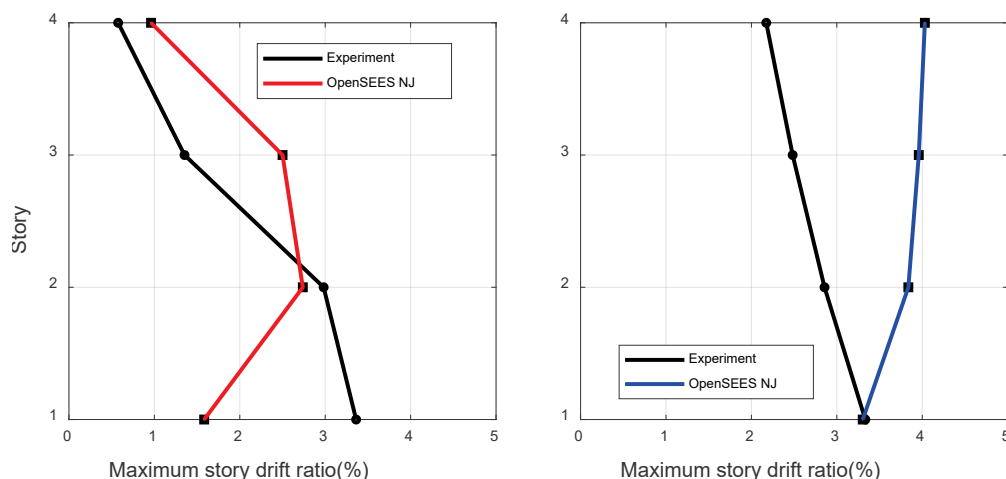 4
3
2
1
Story
0 1 2 3 4 5
Maximum story drift ratio(%)
Experiment
OpenSEES NJ
4
3
2
1
0 1 2 3 4 5
Maximum story drift ratio(%)
Experiment
OpenSEES NJ